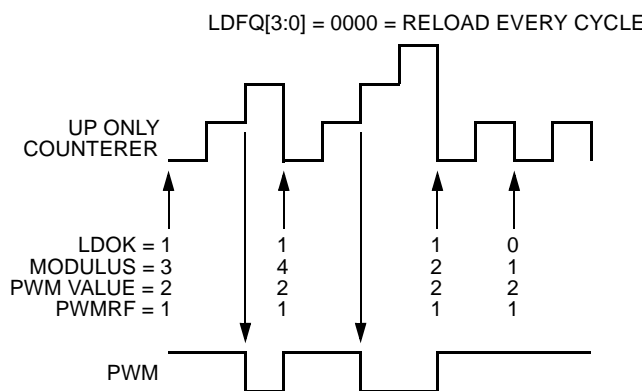 LDFQ[3:0] = 0000 = RELOAD EVERY CYCLE
UP ONLY
COUNTERER
LDOK = 1 1 1 0
MODULUS = 3 4 2 1
PWM VALUE = 2 2 2 2
PWMRF = 1 1 1 1
PWM